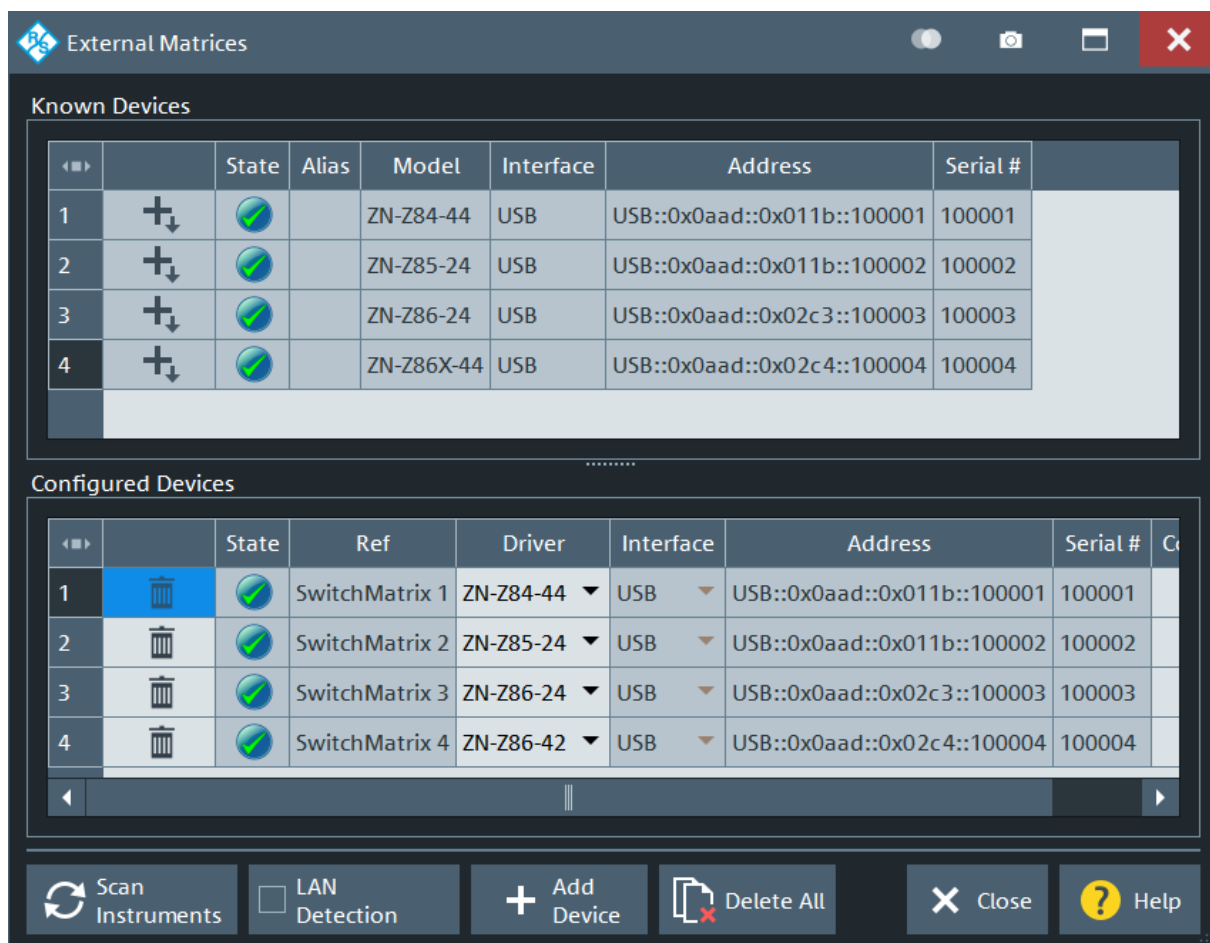 R/S External Matrices
Known Devices
State Alias Model Interface Address Serial #
1 ZN-Z84-44 USB USB::0x0aad::0x011b::100001 100001
2 ZN-Z85-24 USB USB::0x0aad::0x011b::100002 100002
3 ZN-Z86-24 USB USB::0x0aad::0x02c3::100003 100003
4 ZN-Z86X-44 USB USB::0x0aad::0x02c4::100004 100004
Configured Devices
State Ref Driver Interface Address Serial #
1 SwitchMatrix 1 ZN-Z84-44 USB USB::0x0aad::0x011b::100001 100001
2 SwitchMatrix 2 ZN-Z85-24 USB USB::0x0aad::0x011b::100002 100002
3 SwitchMatrix 3 ZN-Z86-24 USB USB::0x0aad::0x02c3::100003 100003
4 SwitchMatrix 4 ZN-Z86-42 USB USB::0x0aad::0x02c4::100004 100004
Scan Instruments
LAN Detection
Add Device
Delete All
Close
? Help